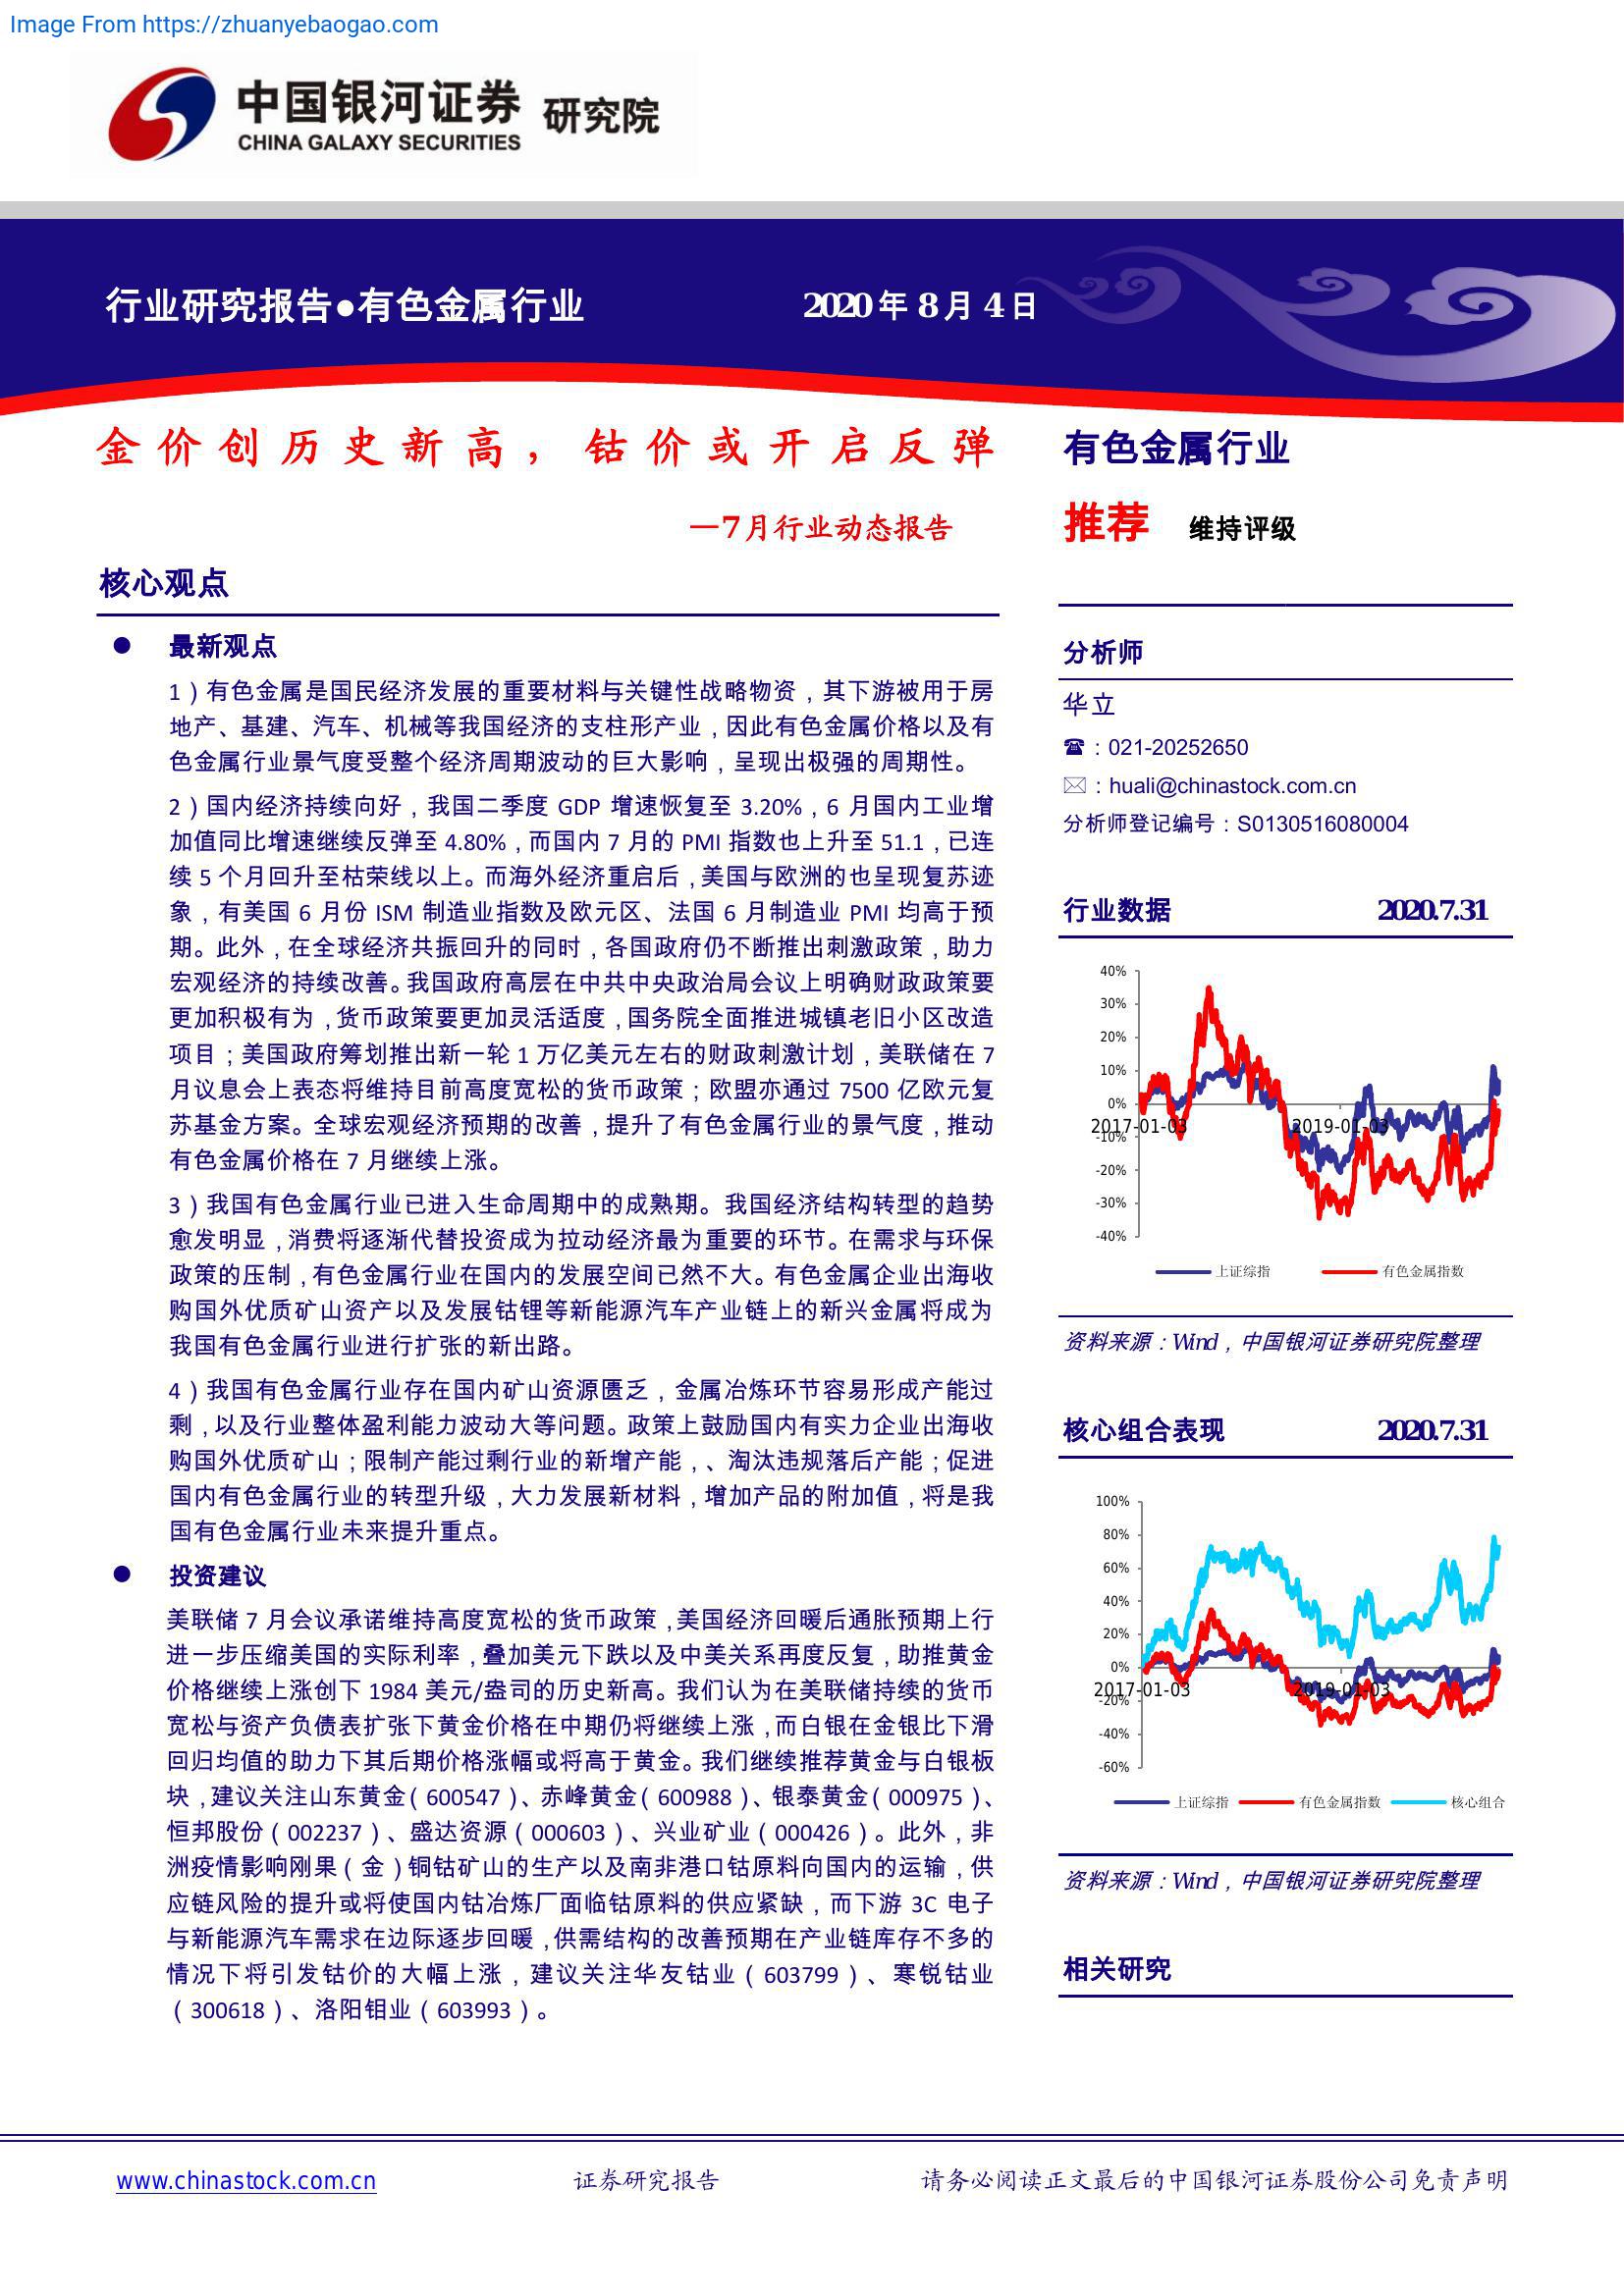 Image From https://zhuanyebaogao.com
中国银河证券 研究院
CHINA GALAXY SECURITIES
行业研究报告●有色金属行业 2020 年 8 月 4 日
金价创历史新高，钴价或开启反弹
—7月行业动态报告
核心观点
● 最新观点
1）有色金属是国民经济发展的重要材料与关键性战略物资，其下游被用于房
地产、基建、汽车、机械等我国经济的支柱形产业，因此有色金属价格以及有
色金属行业景气度受整个经济周期波动的巨大影响，呈现出极强的周期性。
2）国内经济持续向好，我国二季度 GDP 增速恢复至 3.20%，6 月国内工业增
加值同比增速继续反弹至 4.80%，而国内 7 月的 PMI 指数也上升至 51.1，已连
续 5 个月回升至枯荣线以上。而海外经济重启后，美国与欧洲的也呈现复苏迹
象，有美国 6 月份 ISM 制造业指数及欧元区、法国 6 月制造业 PMI 均高于预
期。此外，在全球经济共振回升的同时，各国政府仍不断推出刺激政策，助力
宏观经济的持续改善。我国政府高层在中共中央政治局会议上明确财政政策要
更加积极有为，货币政策要更加灵活适度，国务院全面推进城镇老旧小区改造
项目；美国政府筹划推出新一轮 1 万亿美元左右的财政刺激计划，美联储在 7
月议息会上表态将维持目前高度宽松的货币政策；欧盟亦通过 7500 亿欧元复
苏基金方案。全球宏观经济预期的改善，提升了有色金属行业的景气度，推动
有色金属价格在 7 月继续上涨。
3）我国有色金属行业已进入生命周期中的成熟期。我国经济结构转型的趋势
愈发明显，消费将逐渐代替投资成为拉动经济最为重要的环节。在需求与环保
政策的压制，有色金属行业在国内的发展空间已然不大。有色金属企业出海收
购国外优质矿山资产以及发展钴锂等新能源汽车产业链上的新兴金属将成为
我国有色金属行业进行扩张的新出路。
4）我国有色金属行业存在国内矿山资源匮乏，金属冶炼环节容易形成产能过
剩，以及行业整体盈利能力波动大等问题。政策上鼓励国内有实力企业出海收
购国外优质矿山；限制产能过剩行业的新增产能，、淘汰违规落后产能；促进
国内有色金属行业的转型升级，大力发展新材料，增加产品的附加值，将是我
国有色金属行业未来提升重点。
● 投资建议
美联储 7 月会议承诺维持高度宽松的货币政策，美国经济回暖后通胀预期上行
进一步压缩美国的实际利率，叠加美元下跌以及中美关系再度反复，助推黄金
价格继续上涨创下 1984 美元/盎司的历史新高。我们认为在美联储持续的货币
宽松与资产负债表扩张下黄金价格在中期仍将继续上涨，而白银在金银比下滑
回归均值的助力下其后期价格涨幅或将高于黄金。我们继续推荐黄金与白银板
块，建议关注山东黄金（600547）、赤峰黄金（600988）、银泰黄金（000975）、
恒邦股份（002237）、盛达资源（000603）、兴业矿业（000426）。此外，非
洲疫情影响刚果（金）铜钴矿山的生产以及南非港口钴原料向国内的运输，供
应链风险的提升或将使国内钴冶炼厂面临钴原料的供应紧缺，而下游 3C 电子
与新能源汽车需求在边际逐步回暖，供需结构的改善预期在产业链库存不多的
情况下将引发钴价的大幅上涨，建议关注华友钴业（603799）、寒锐钴业
（300618）、洛阳钼业（603993）。
有色金属行业
推荐 维持评级
分析师
华立
☎：021-20252650
✉：huali@chinastock.com.cn
分析师登记编号：S0130516080004
行业数据 2020.7.31
40%
30%
20%
10%
0%
2017-01-03 2019-01-03
-10%
-20%
-30%
-40%
上证综指 有色金属指数
资料来源：Wind，中国银河证券研究院整理
核心组合表现 2020.7.31
100%
80%
60%
40%
20%
0%
2017-01-03 2019-01-03
-20%
-40%
-60%
上证综指 有色金属指数 核心组合
资料来源：Wind，中国银河证券研究院整理
相关研究
www.chinastock.com.cn 证券研究报告 请务必阅读正文最后的中国银河证券股份公司免责声明